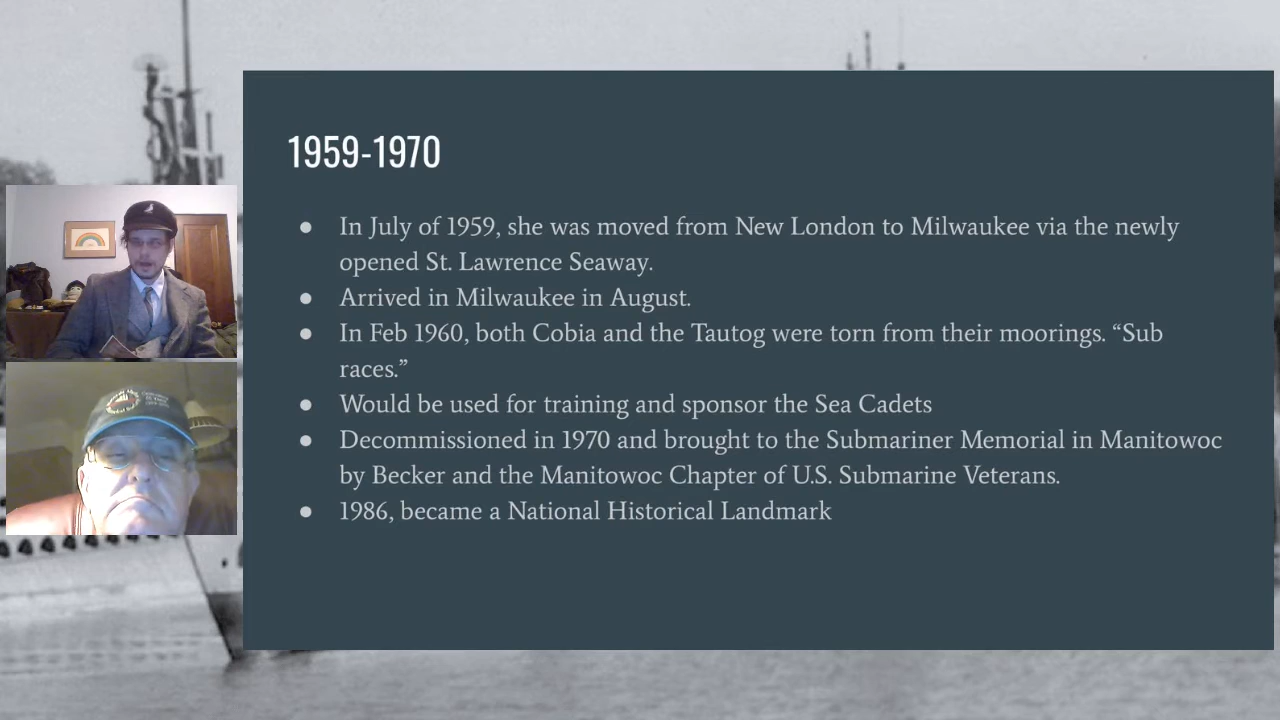 1959-1970
● In July of 1959, she was moved from New London to Milwaukee via the newly
opened St. Lawrence Seaway.
● Arrived in Milwaukee in August.
● In Feb 1960, both Cobia and the Tautog were torn from their moorings. “Sub
races.”
● Would be used for training and sponsor the Sea Cadets
● Decommissioned in 1970 and brought to the Submariner Memorial in Manitowoc
by Becker and the Manitowoc Chapter of U.S. Submarine Veterans.
● 1986, became a National Historical Landmark